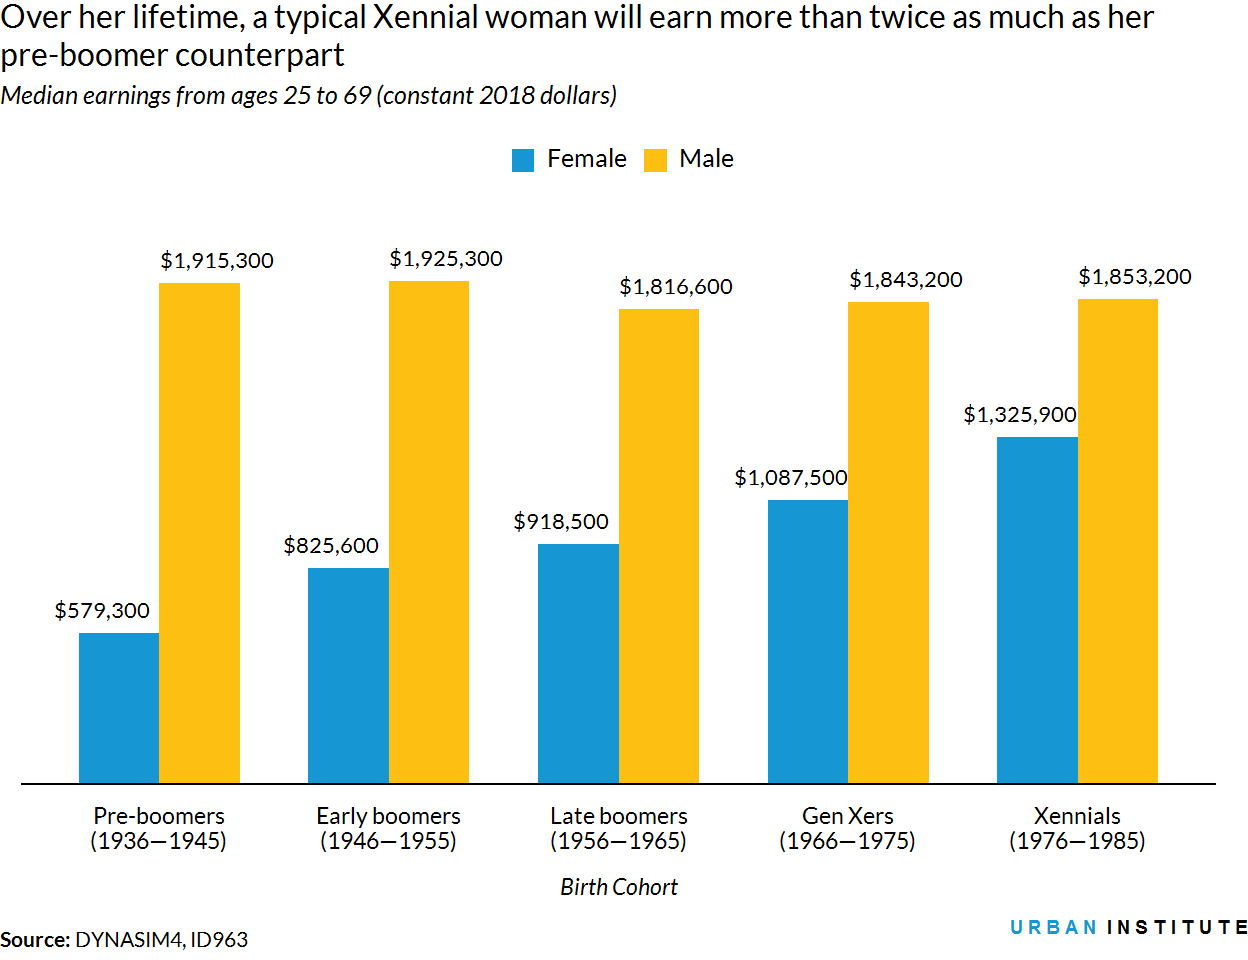 Over her lifetime, a typical Xennial woman will earn more than twice as much as her
pre-boomer counterpart
Median earnings from ages 25 to 69 (constant 2018 dollars)
Female Male
$1,915,300
$1,925,300
$1,816,600
$1,843,200
$1,853,200
$579,300
$825,600
$918,500
$1,087,500
$1,325,900
Pre-boomers
(1936—1945)
Early boomers
(1946—1955)
Late boomers
(1956—1965)
Gen Xers
(1966—1975)
Xennials
(1976—1985)
Birth Cohort
URBAN INSTITUTE
Source: DYNASIM4, ID963